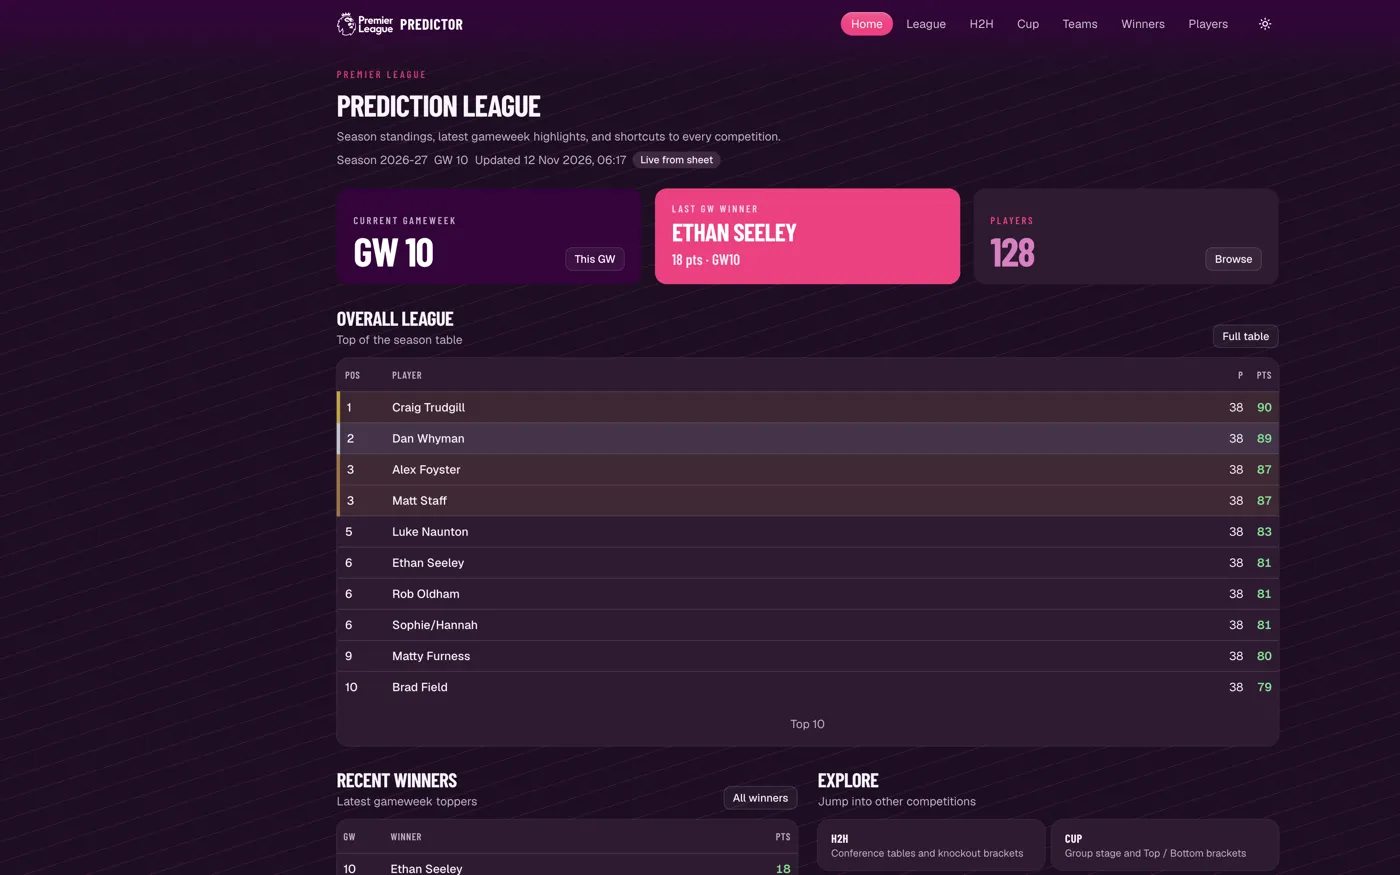 Premier League PREDICTOR
Home League H2H Cup Teams Winners Players
PREMIER LEAGUE
PREDICTION LEAGUE
Season standings, latest gameweek highlights, and shortcuts to every competition.
Season 2026-27 GW 10 Updated 12 Nov 2026, 06:17 Live from sheet
CURRENT GAMEWEEK
GW 10
This GW
LAST GW WINNER
ETHAN SEELEY
18 pts · GW10
PLAYERS
128
Browse
OVERALL LEAGUE
Top of the season table
Full table
POS PLAYER P PTS
1 Craig Trudgill 38 90
2 Dan Whyman 38 89
3 Alex Foyster 38 87
3 Matt Staff 38 87
5 Luke Naunton 38 83
6 Ethan Seeley 38 81
6 Rob Oldham 38 81
6 Sophie/Hannah 38 81
9 Matty Furness 38 80
10 Brad Field 38 79
Top 10
RECENT WINNERS
Latest gameweek toppers
All winners
GW WINNER PTS
10 Ethan Seeley 18
EXPLORE
Jump into other competitions
H2H
Conference tables and knockout brackets
CUP
Group stage and Top / Bottom brackets